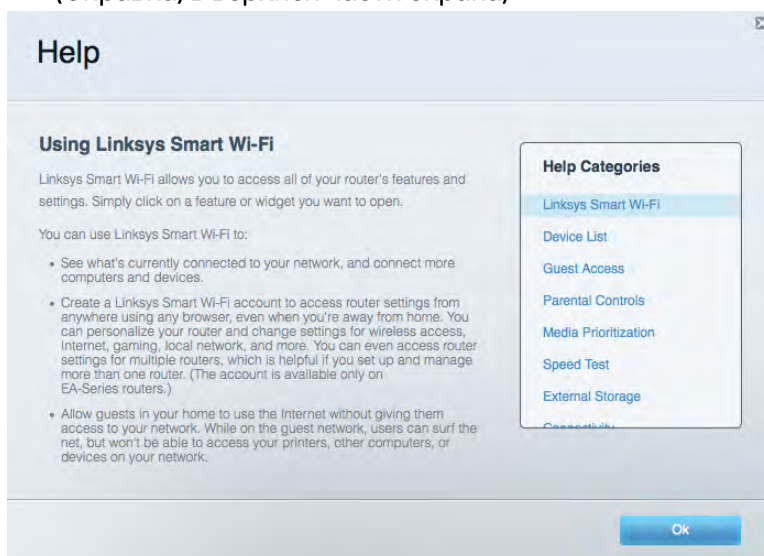 Help
Using Linksys Smart Wi-Fi
Linksys Smart Wi-Fi allows you to access all of your router's features and
settings. Simply click on a feature or widget you want to open.
You can use Linksys Smart Wi-Fi to:
• See what's currently connected to your network, and connect more
computers and devices.
• Create a Linksys Smart Wi-Fi account to access router settings from
anywhere using any browser, even when you're away from home. You
can personalize your router and change settings for wireless access,
Internet, gaming, local network, and more. You can even access router
settings for multiple routers, which is helpful if you set up and manage
more than one router. (The account is available only on
EA-Series routers.)
• Allow guests in your home to use the Internet without giving them
access to your network. While on the guest network, users can surf the
net, but won't be able to access your printers, other computers, or
devices on your network.
Help Categories
Linksys Smart Wi-Fi
Device List
Guest Access
Parental Controls
Media Prioritization
Speed Test
External Storage
Ok